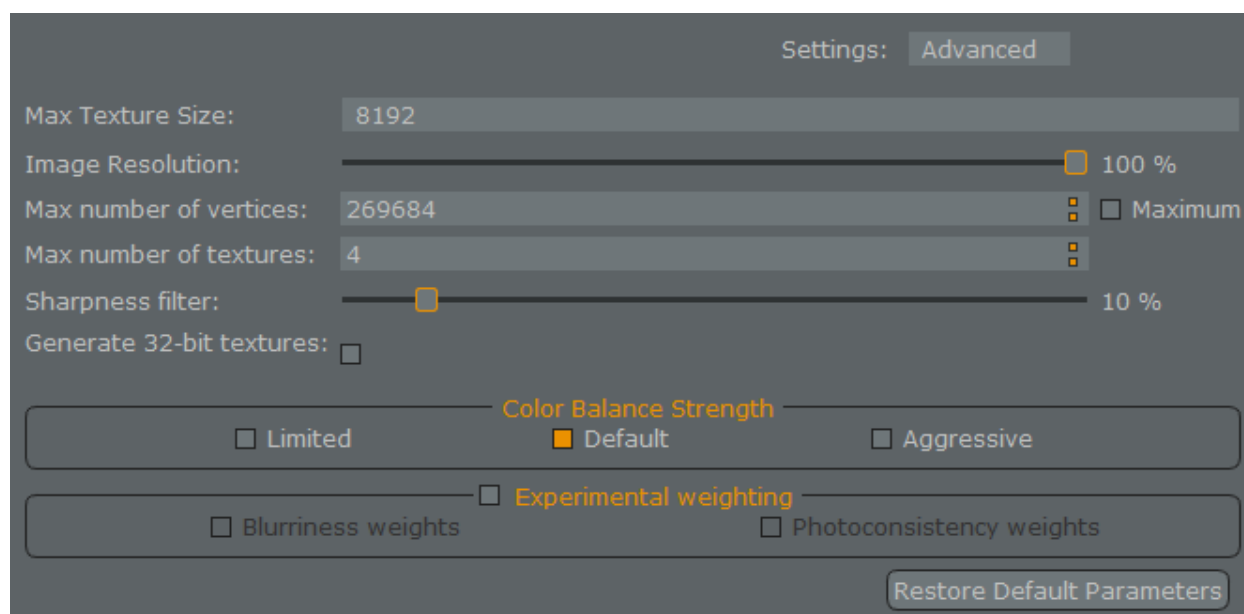 Settings: Advanced
Max Texture Size: 8192
Image Resolution: 100 %
Max number of vertices: 269684 Maximum
Max number of textures: 4
Sharpness filter: 10 %
Generate 32-bit textures:
Color Balance Strength
Limited Default Aggressive
Experimental weighting
Blurriness weights Photoconsistency weights
Restore Default Parameters